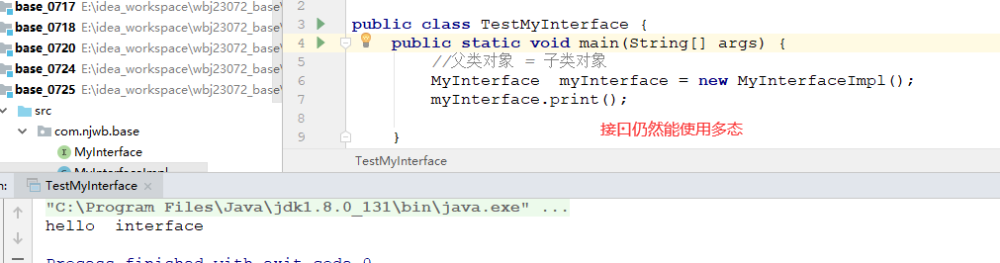 base_0717 E:\idea_workspace\wbj23072_base\
base_0718 E:\idea_workspace\wbj23072_base\
base_0720 E:\idea_workspace\wbj23072_base\
base_0724 E:\idea_workspace\wbj23072_base\
base_0725 E:\idea_workspace\wbj23072_base\
src
com.njwb.base
MyInterface
MyInterfaceImpl
2
3 public class TestMyInterface {
4 public static void main(String[] args) {
5 //父类对象 = 子类对象
6 MyInterface  myInterface = new MyInterfaceImpl();
7 myInterface.print();
8
接口仍然能使用多态
9 }
TestMyInterface
n: TestMyInterface ×
"C:\Program Files\Java\jdk1.8.0_131\bin\java.exe" ...
hello  interface
Process finished with exit code 0